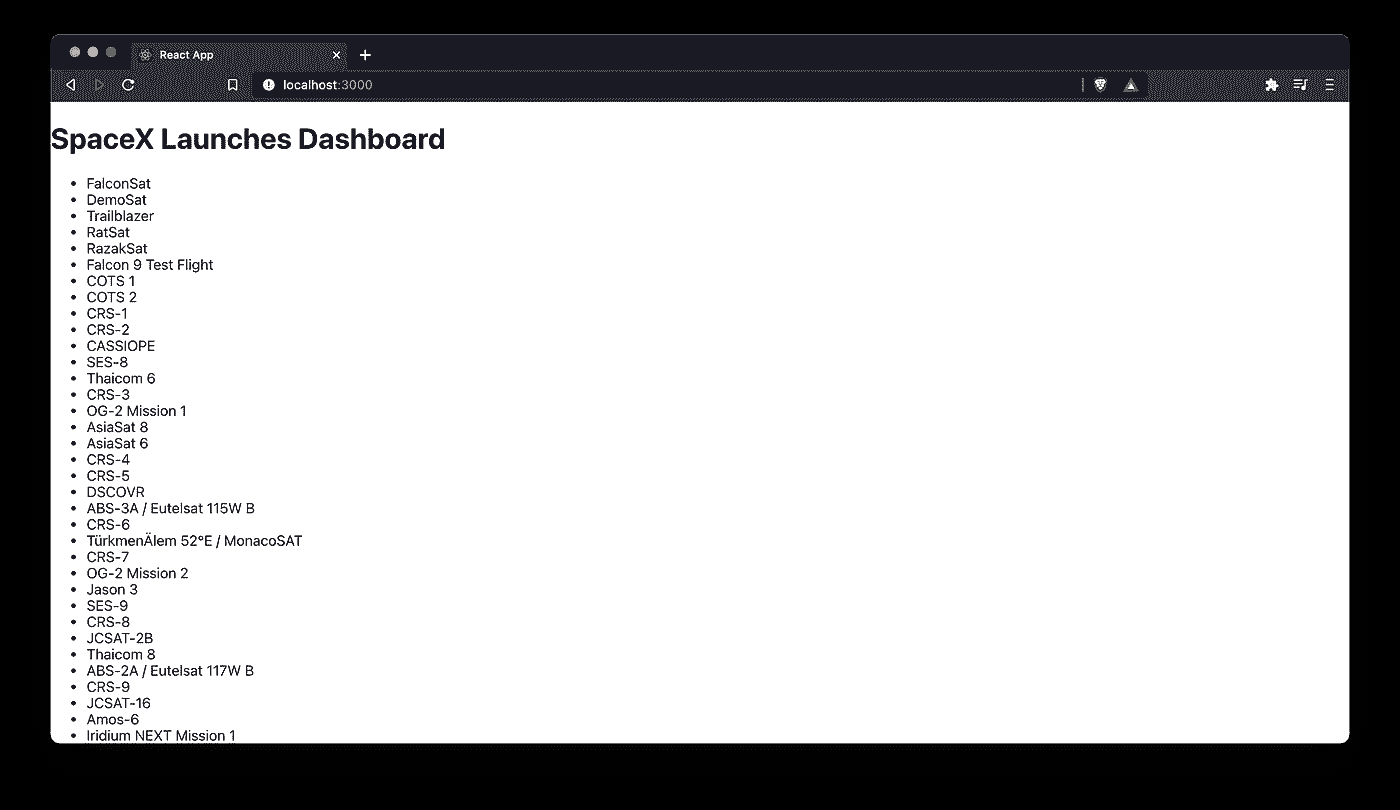 React App
localhost:3000
SpaceX Launches Dashboard
FalconSat
DemoSat
Trailblazer
RatSat
RazakSat
Falcon 9 Test Flight
COTS 1
COTS 2
CRS-1
CRS-2
CASSIOPE
SES-8
Thaicom 6
CRS-3
OG-2 Mission 1
AsiaSat 8
AsiaSat 6
CRS-4
CRS-5
DSCOVR
ABS-3A / Eutelsat 115W B
CRS-6
TürkmenÄlem 52°E / MonacoSAT
CRS-7
OG-2 Mission 2
Jason 3
SES-9
CRS-8
JCSAT-2B
Thaicom 8
ABS-2A / Eutelsat 117W B
CRS-9
JCSAT-16
Amos-6
Iridium NEXT Mission 1